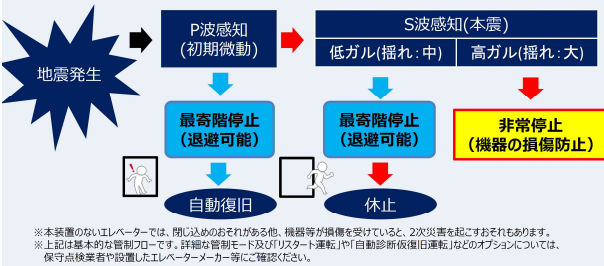 地震発生
P波感知
(初期微動)
S波感知(本震)
低ガル(揺れ:中)
高ガル(揺れ:大)
最寄階停止
(退避可能)
最寄階停止
(退避可能)
非常停止
(機器の損傷防止)
自動復旧
休止
※本装置のないエレベーターでは、閉じ込めのおそれがある他、機器等が損傷を受けていると、2次災害を起こすおそれもあります。
※上記は基本的な管制フローです。詳細な管制モード及び「リスタート運転」や「自動診断仮復旧運転」などのオプションについては、
保守点検業者や設置したエレベーターメーカー等にご確認ください。